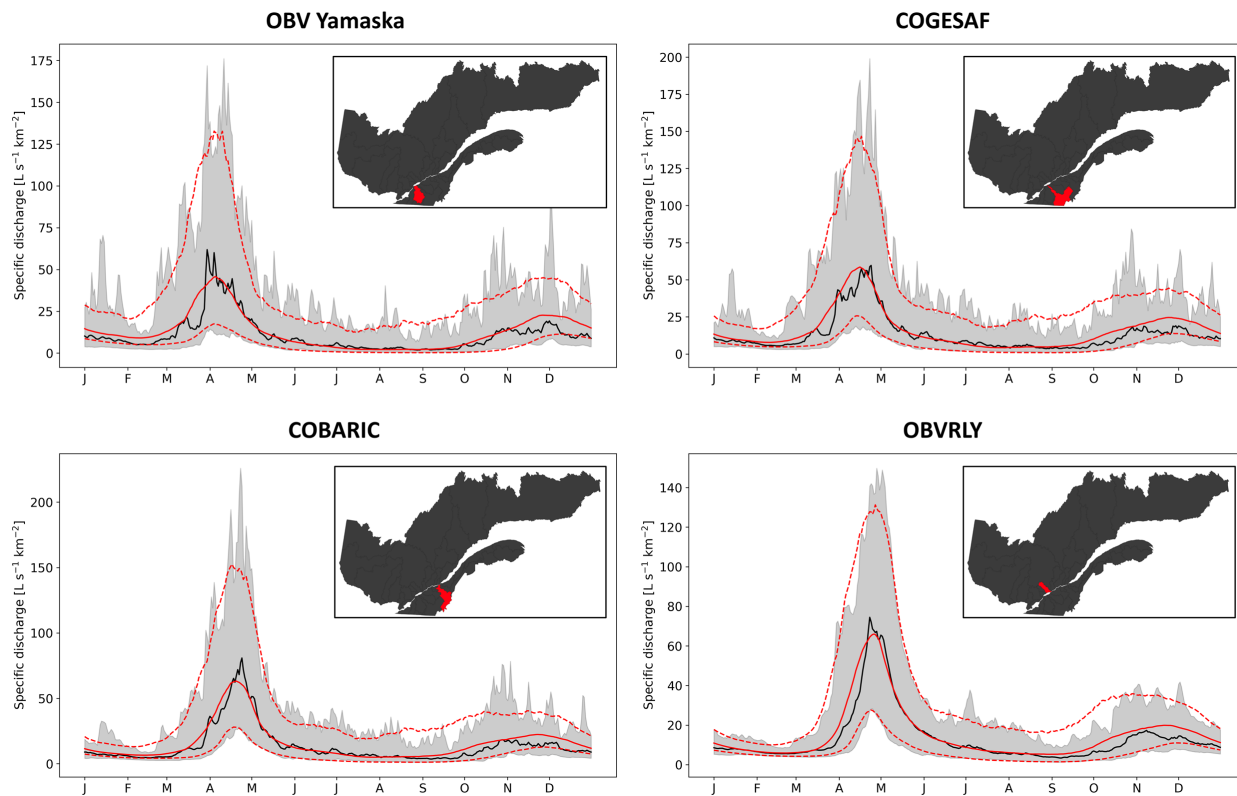 OBV Yamaska
COGESAF
Specific discharge [L s⁻¹ km⁻²]
175
150
125
100
75
50
25
0
J F M A M J J A S O N D
Specific discharge [L s⁻¹ km⁻²]
200
175
150
125
100
75
50
25
0
J F M A M J J A S O N D
COBARIC
OBVRLY
Specific discharge [L s⁻¹ km⁻²]
200
150
100
50
0
J F M A M J J A S O N D
Specific discharge [L s⁻¹ km⁻²]
140
120
100
80
60
40
20
0
J F M A M J J A S O N D